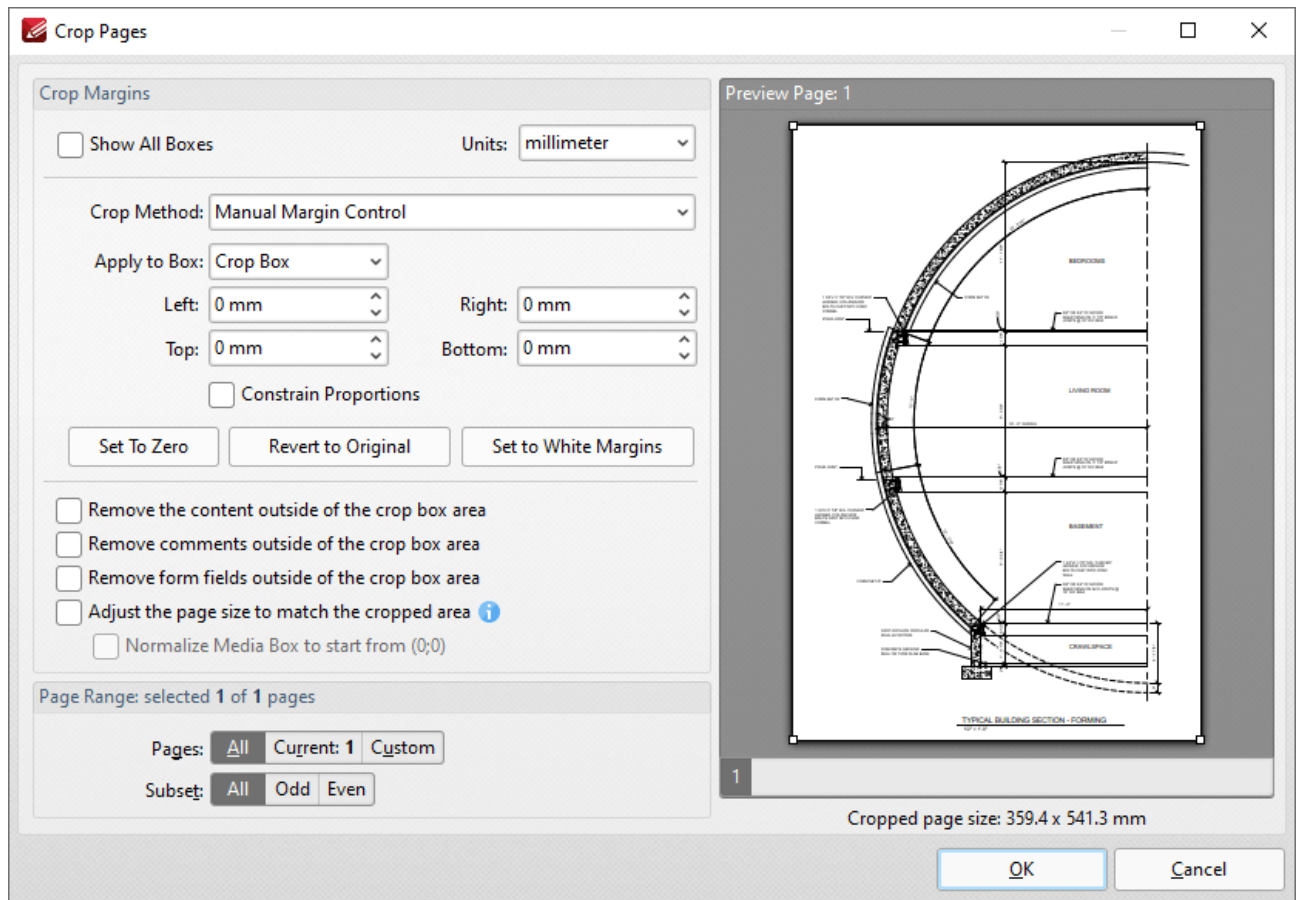 Crop Pages
Crop Margins
Show All Boxes
Units: millimeter
Crop Method: Manual Margin Control
Apply to Box: Crop Box
Left: 0 mm Right: 0 mm
Top: 0 mm Bottom: 0 mm
Constrain Proportions
Set To Zero Revert to Original Set to White Margins
Remove the content outside of the crop box area
Remove comments outside of the crop box area
Remove form fields outside of the crop box area
Adjust the page size to match the cropped area
Normalize Media Box to start from (0;0)
Page Range: selected 1 of 1 pages
Pages: All Current: 1 Custom
Subset: All Odd Even
Preview Page: 1
BEDROOMS
LIVING ROOM
BASEMENT
CRAWLSPACE
TYPICAL BUILDING SECTION - FORMING
1
Cropped page size: 359.4 x 541.3 mm
OK Cancel